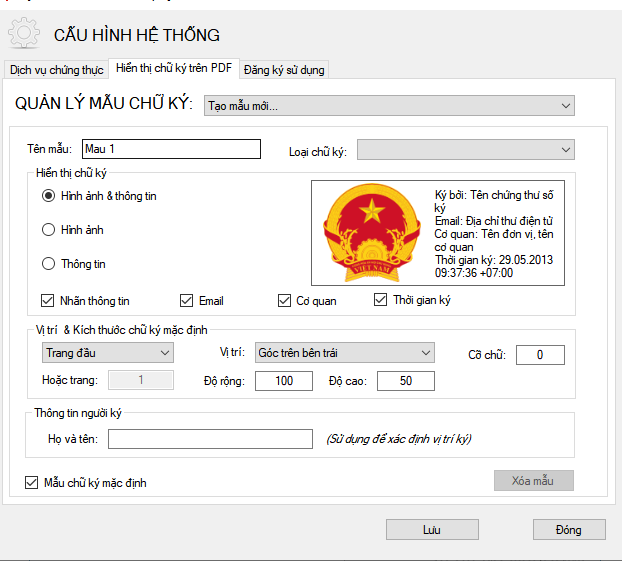 CẤU HÌNH HỆ THỐNG
Dịch vụ chứng thực
Hiển thị chữ ký trên PDF
Đăng ký sử dụng
QUẢN LÝ MẪU CHỮ KÝ:
Tạo mẫu mới...
Tên mẫu:
Mau 1
Loại chữ ký:
Hiển thị chữ ký
Hình ảnh & thông tin
Hình ảnh
Thông tin
VIỆT NAM
Ký bởi: Tên chứng thư số
ký
Email: Địa chỉ thư điện tử
Cơ quan: Tên đơn vị, tên
cơ quan
Thời gian ký: 29.05.2013
09:37:36 +07:00
Nhãn thông tin
Email
Cơ quan
Thời gian ký
Vị trí & Kích thước chữ ký mặc định
Trang đầu
Vị trí:
Góc trên bên trái
Cỡ chữ:
0
Hoặc trang:
1
Độ rộng:
100
Độ cao:
50
Thông tin người ký
Họ và tên:
(Sử dụng để xác định vị trí ký)
Mẫu chữ ký mặc định
Xóa mẫu
Lưu
Đóng